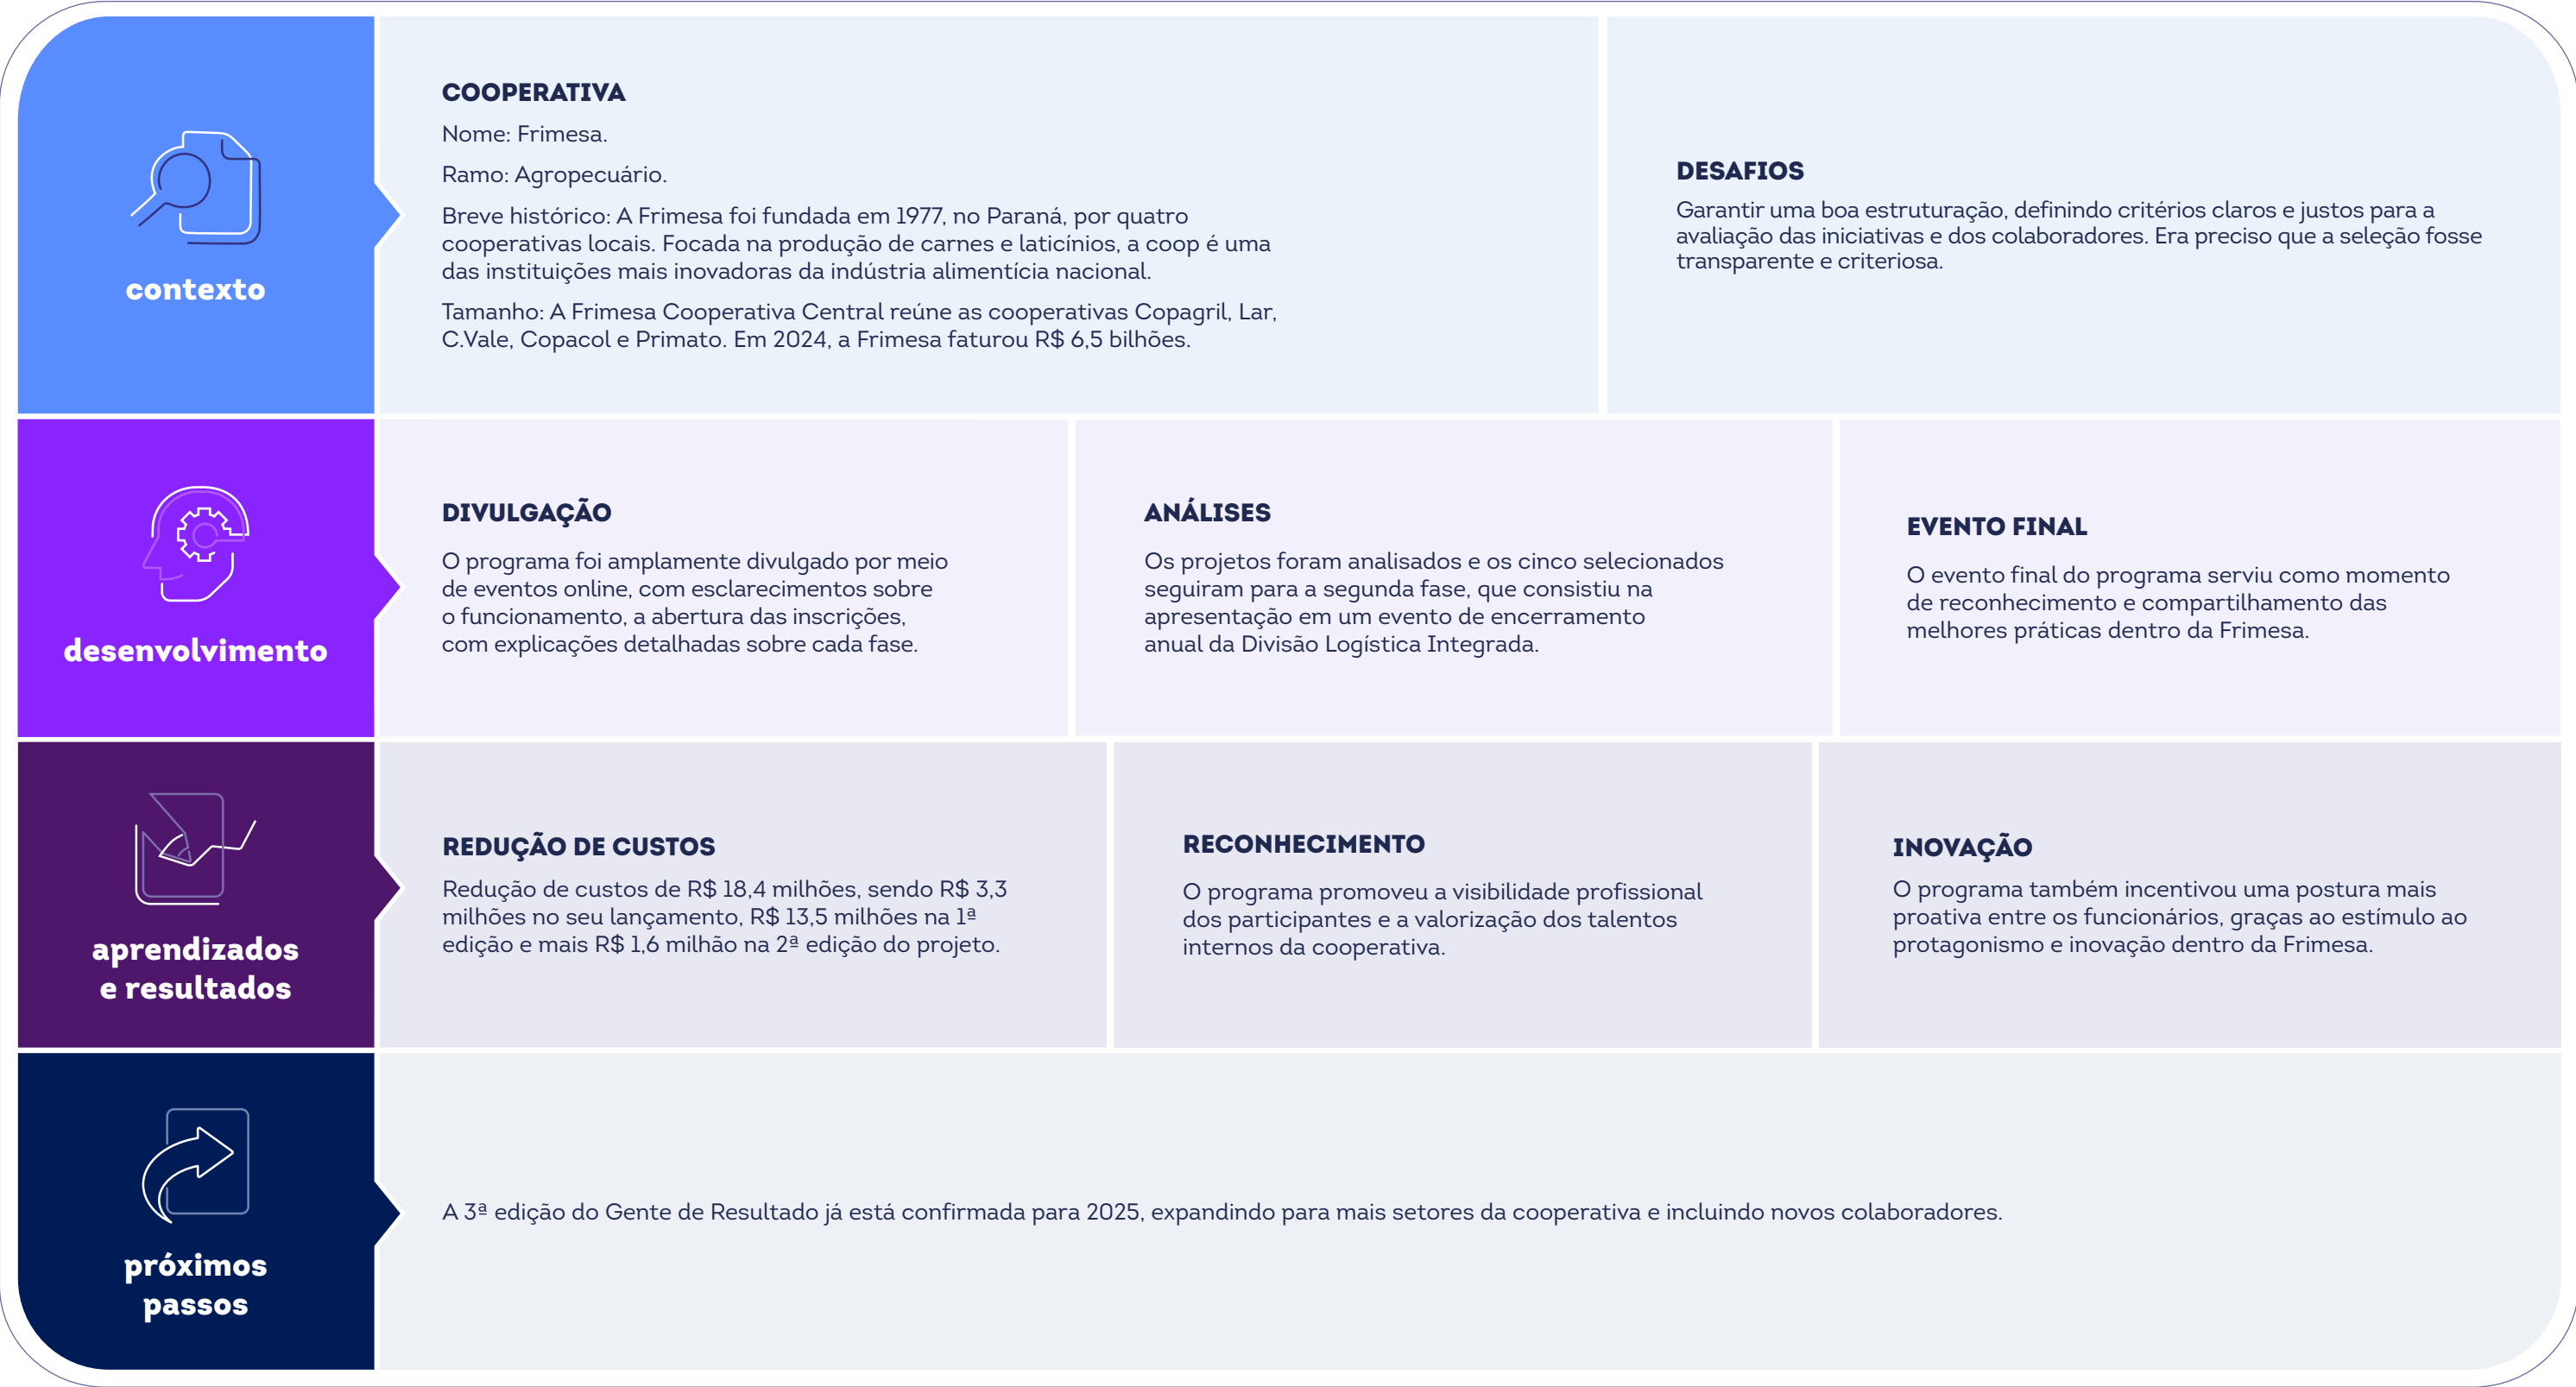 contexto
COOPERATIVA
Nome: Frimesa.
Ramo: Agropecuário.
Breve histórico: A Frimesa foi fundada em 1977, no Paraná, por quatro
cooperativas locais. Focada na produção de carnes e laticínios, a coop é uma
das instituições mais inovadoras da indústria alimentícia nacional.
Tamanho: A Frimesa Cooperativa Central reúne as cooperativas Copagril, Lar,
C.Vale, Copacol e Primato. Em 2024, a Frimesa faturou R$ 6,5 bilhões.
DESAFIOS
Garantir uma boa estruturação, definindo critérios claros e justos para a
avaliação das iniciativas e dos colaboradores. Era preciso que a seleção fosse
transparente e criteriosa.
desenvolvimento
DIVULGAÇÃO
O programa foi amplamente divulgado por meio
de eventos online, com esclarecimentos sobre
o funcionamento, a abertura das inscrições,
com explicações detalhadas sobre cada fase.
ANÁLISES
Os projetos foram analisados e os cinco selecionados
seguiram para a segunda fase, que consistiu na
apresentação em um evento de encerramento
anual da Divisão Logística Integrada.
EVENTO FINAL
O evento final do programa serviu como momento
de reconhecimento e compartilhamento das
melhores práticas dentro da Frimesa.
aprendizados
e resultados
REDUÇÃO DE CUSTOS
Redução de custos de R$ 18,4 milhões, sendo R$ 3,3
milhões no seu lançamento, R$ 13,5 milhões na 1ª
edição e mais R$ 1,6 milhão na 2ª edição do projeto.
RECONHECIMENTO
O programa promoveu a visibilidade profissional
dos participantes e a valorização dos talentos
internos da cooperativa.
INOVAÇÃO
O programa também incentivou uma postura mais
proativa entre os funcionários, graças ao estímulo ao
protagonismo e inovação dentro da Frimesa.
próximos
passos
A 3ª edição do Gente de Resultado já está confirmada para 2025, expandindo para mais setores da cooperativa e incluindo novos colaboradores.